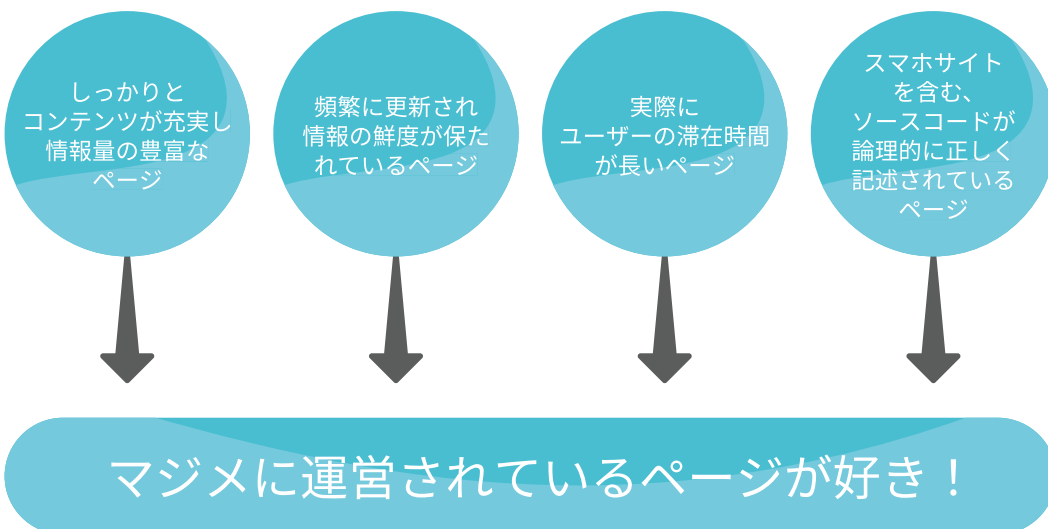 しっかりと
コンテンツが充実し
情報量の豊富な
ページ
頻繁に更新され
情報の鮮度が保た
れているページ
実際に
ユーザーの滞在時間
が長いページ
スマホサイト
を含む、
ソースコードが
論理的に正しく
記述されている
ページ
マジメに運営されているページが好き！